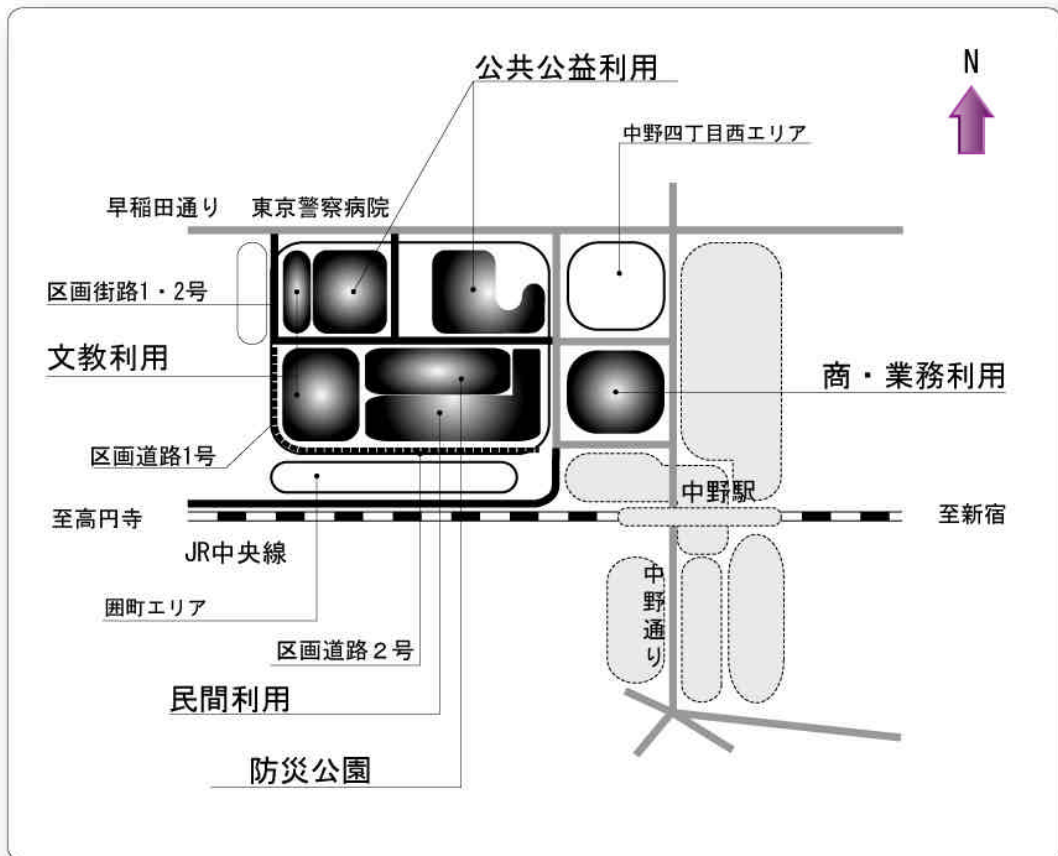 公共公益利用
N
中野四丁目西エリア
早稲田通り
東京警察病院
区画街路1・2号
文教利用
商・業務利用
区画道路1号
中野駅
至高円寺
至新宿
JR中央線
中野通り
囲町エリア
区画道路２号
民間利用
防災公園